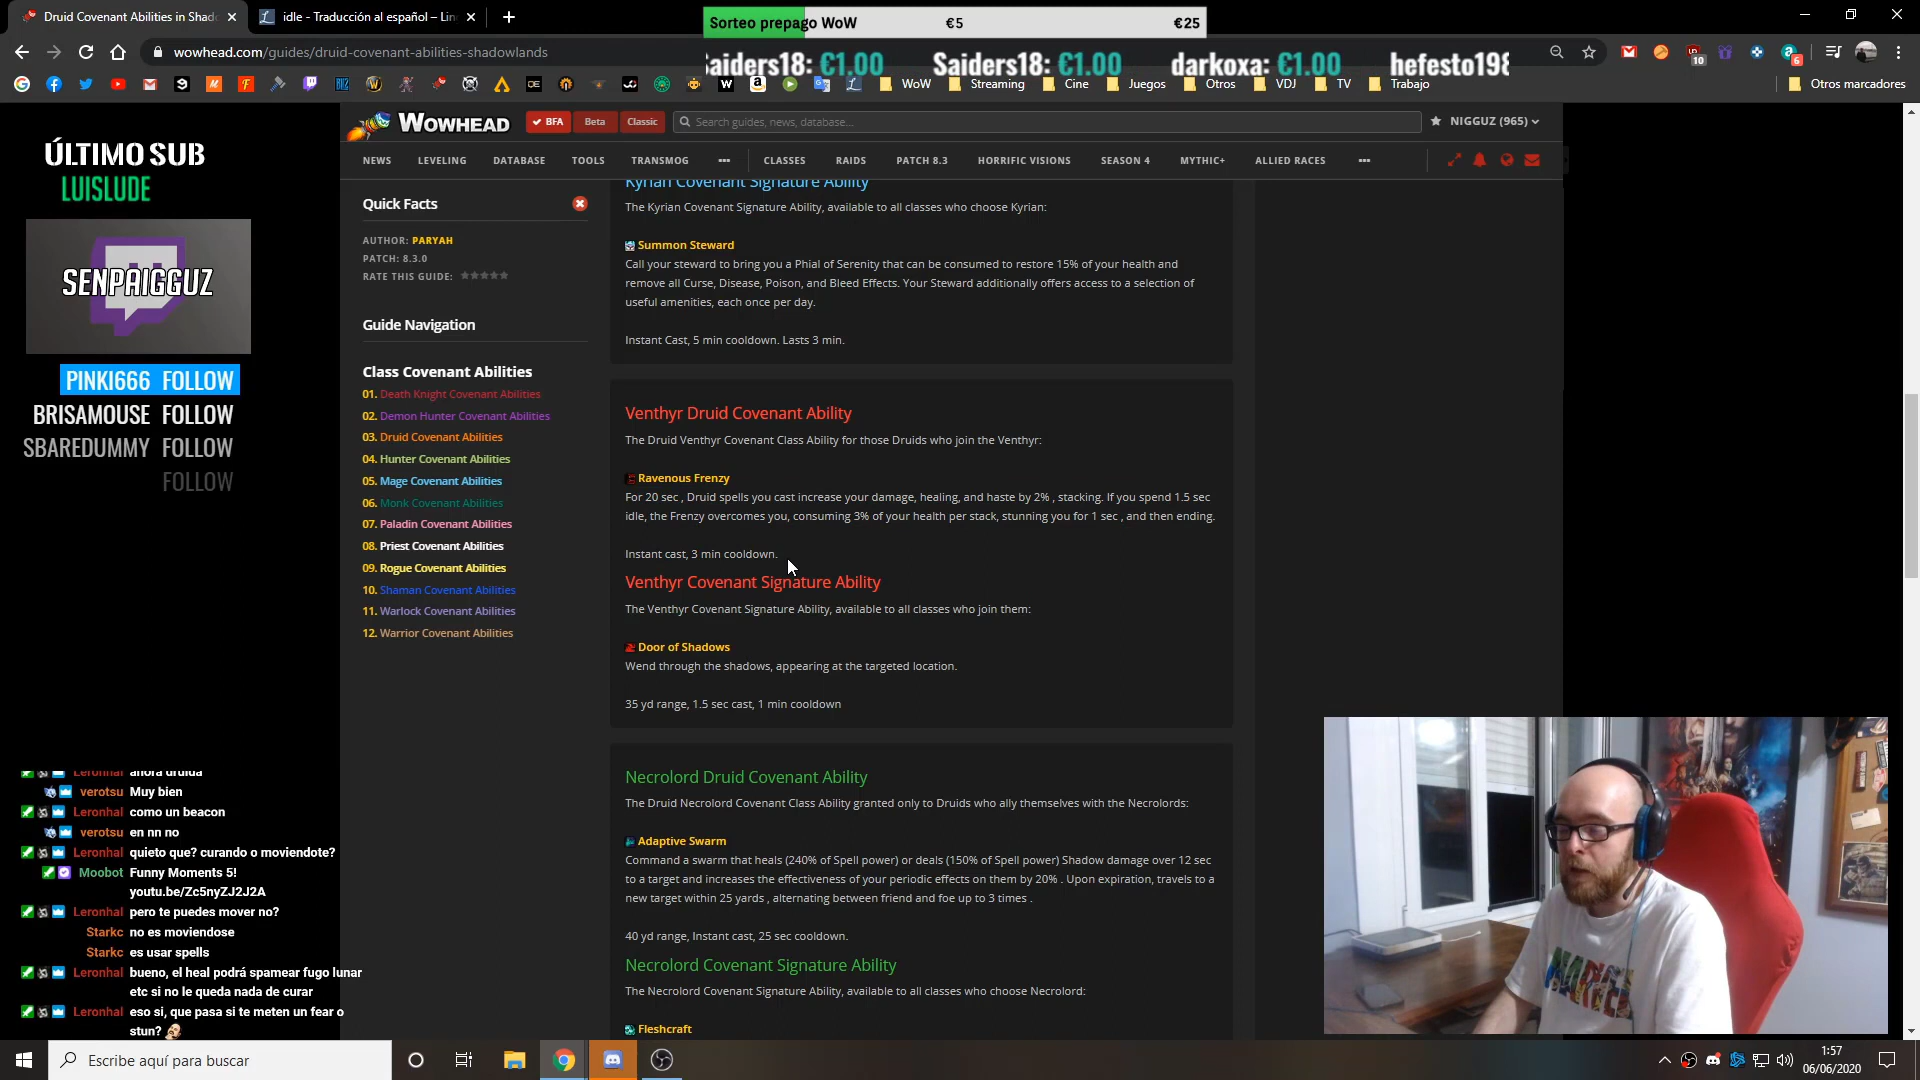 Druid Covenant Abilities in Shado
idle - Traducción al español – Lin
Sorteo prepago WoW €5 €25
wowhead.com/guides/druid-covenant-abilities-shadowlands
aiders18: €1.00 Saiders18: €1.00 darkoxa: €1.00 hefesto198
WoW Streaming Cine Juegos Otros VDJ TV Trabajo Otros marcadores
WOWHEAD BFA Beta Classic Search guides, news, database... NIGGUZ (965)
NEWS LEVELING DATABASE TOOLS TRANSMOG ••• CLASSES RAIDS PATCH 8.3 HORRIFIC VISIONS SEASON 4 MYTHIC+ ALLIED RACES •••
ÚLTIMO SUB
LUISLUDE
SENPAIGGUZ
PINKI666 FOLLOW
BRISAMOUSE FOLLOW
SBAREDUMMY FOLLOW
FOLLOW
Quick Facts
AUTHOR: PARYAH
PATCH: 8.3.0
RATE THIS GUIDE:
Guide Navigation
Class Covenant Abilities
01. Death Knight Covenant Abilities
02. Demon Hunter Covenant Abilities
03. Druid Covenant Abilities
04. Hunter Covenant Abilities
05. Mage Covenant Abilities
06. Monk Covenant Abilities
07. Paladin Covenant Abilities
08. Priest Covenant Abilities
09. Rogue Covenant Abilities
10. Shaman Covenant Abilities
11. Warlock Covenant Abilities
12. Warrior Covenant Abilities
Kyrian Covenant Signature Ability
The Kyrian Covenant Signature Ability, available to all classes who choose Kyrian:
Summon Steward
Call your steward to bring you a Phial of Serenity that can be consumed to restore 15% of your health and
remove all Curse, Disease, Poison, and Bleed Effects. Your Steward additionally offers access to a selection of
useful amenities, each once per day.
Instant Cast, 5 min cooldown. Lasts 3 min.
Venthyr Druid Covenant Ability
The Druid Venthyr Covenant Class Ability for those Druids who join the Venthyr:
Ravenous Frenzy
For 20 sec , Druid spells you cast increase your damage, healing, and haste by 2% , stacking. If you spend 1.5 sec
idle, the Frenzy overcomes you, consuming 3% of your health per stack, stunning you for 1 sec , and then ending.
Instant cast, 3 min cooldown.
Venthyr Covenant Signature Ability
The Venthyr Covenant Signature Ability, available to all classes who join them:
Door of Shadows
Wend through the shadows, appearing at the targeted location.
35 yd range, 1.5 sec cast, 1 min cooldown
Necrolord Druid Covenant Ability
The Druid Necrolord Covenant Class Ability granted only to Druids who ally themselves with the Necrolords:
Adaptive Swarm
Command a swarm that heals (240% of Spell power) or deals (150% of Spell power) Shadow damage over 12 sec
to a target and increases the effectiveness of your periodic effects on them by 20% . Upon expiration, travels to a
new target within 25 yards , alternating between friend and foe up to 3 times .
40 yd range, Instant cast, 25 sec cooldown.
Necrolord Covenant Signature Ability
The Necrolord Covenant Signature Ability, available to all classes who choose Necrolord:
Fleshcraft
Leronhal ahora druida
verotsu Muy bien
Leronhal como un beacon
verotsu en nn no
Leronhal quieto que? curando o moviendote?
Moobot Funny Moments 5!
youtu.be/Zc5nyZJ2J2A
Leronhal pero te puedes mover no?
Starkc no es moviendose
Starkc es usar spells
Leronhal bueno, el heal podrá spamear fugo lunar
etc si no le queda nada de curar
Leronhal eso si, que pasa si te meten un fear o
stun?
Escribe aquí para buscar
1:57
06/06/2020